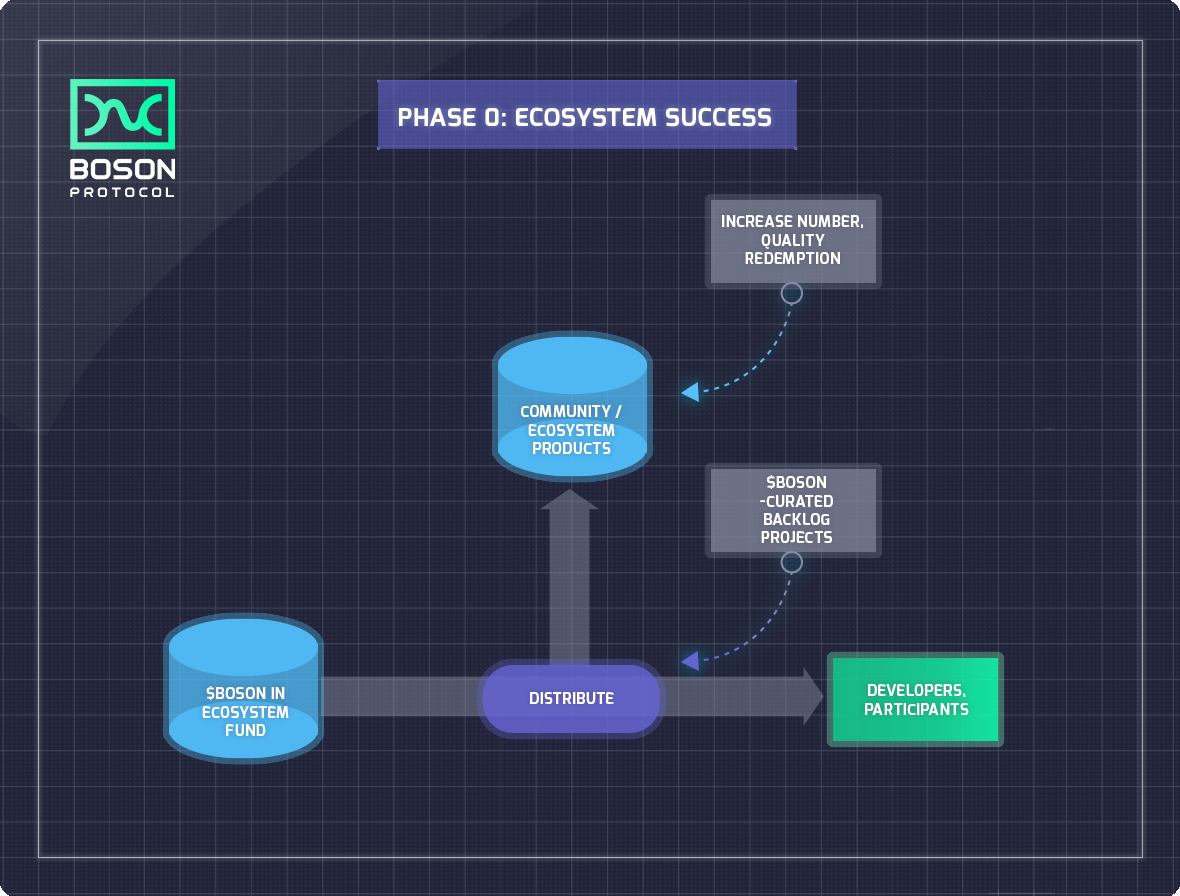 BOSON
PROTOCOL
PHASE 0: ECOSYSTEM SUCCESS
INCREASE NUMBER,
QUALITY
REDEMPTION
COMMUNITY /
ECOSYSTEM
PRODUCTS
$BOSON
-CURATED
BACKLOG
PROJECTS
$BOSON IN
ECOSYSTEM
FUND
DISTRIBUTE
DEVELOPERS,
PARTICIPANTS